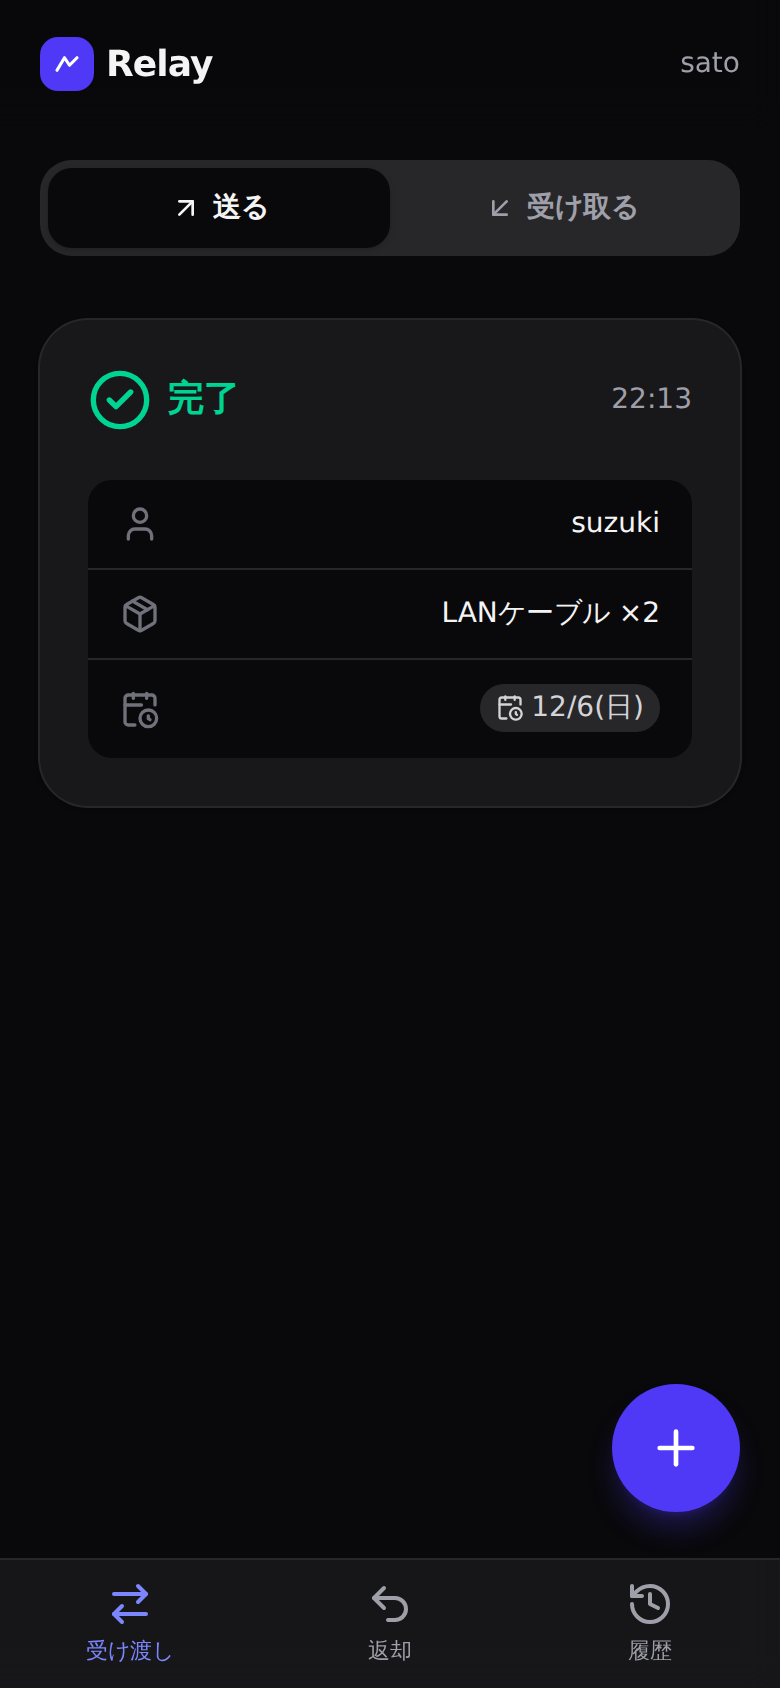 Relay
sato
送る
受け取る
完了
22:13
suzuki
LANケーブル ×2
12/6(日)
受け渡し
返却
履歴